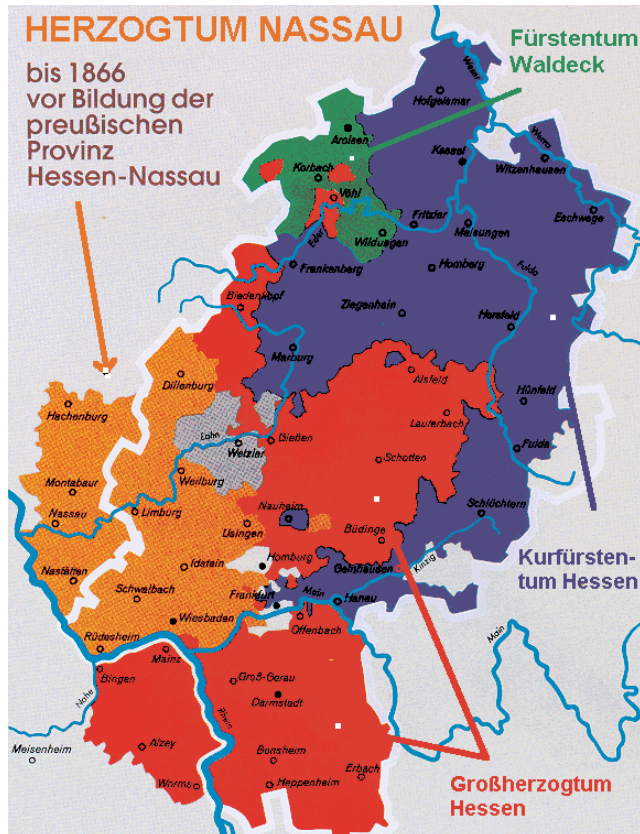 HERZOGTUM NASSAU
bis 1866
vor Bildung der
preußischen
Provinz
Hessen-Nassau
Fürstentum
Waldeck
Weser
Hofgeismar
Arolsen
Kassel
Werra
Witzenhausen
Korbach
Vöhl
Eschwege
Fritzlar
Melsungen
Eder
Wildungen
Frankenberg
Homberg
Fulda
Biedenkopf
Ziegenhain
Hersfeld
Marburg
Dillenburg
Alsfeld
Hachenburg
Hünfeld
Lauterbach
Lahn
Gießen
Wetzlar
Schotten
Fulda
Montabaur
Weilburg
Nassau
Limburg
Nauheim
Schlüchtern
Usingen
Büdinge
Kurfürsten-
tum Hessen
Homburg
Gelnhausen
Kinzig
Nastätten
Idstein
Schwalbach
Frankfurt
Main
Hanau
Wiesbaden
Offenbach
Main
Rüdesheim
Mainz
Bingen
Groß-Gerau
Nahe
Rhein
Darmstadt
Meisenheim
Alzey
Bensheim
Erbach
Worms
Heppenheim
Großherzogtum
Hessen